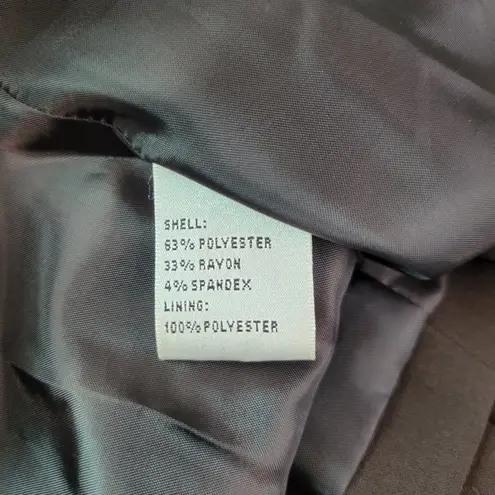 SHELL:
63% POLYESTER
33% RAYON
4% SPANDEX
LINING:
100% POLYESTER